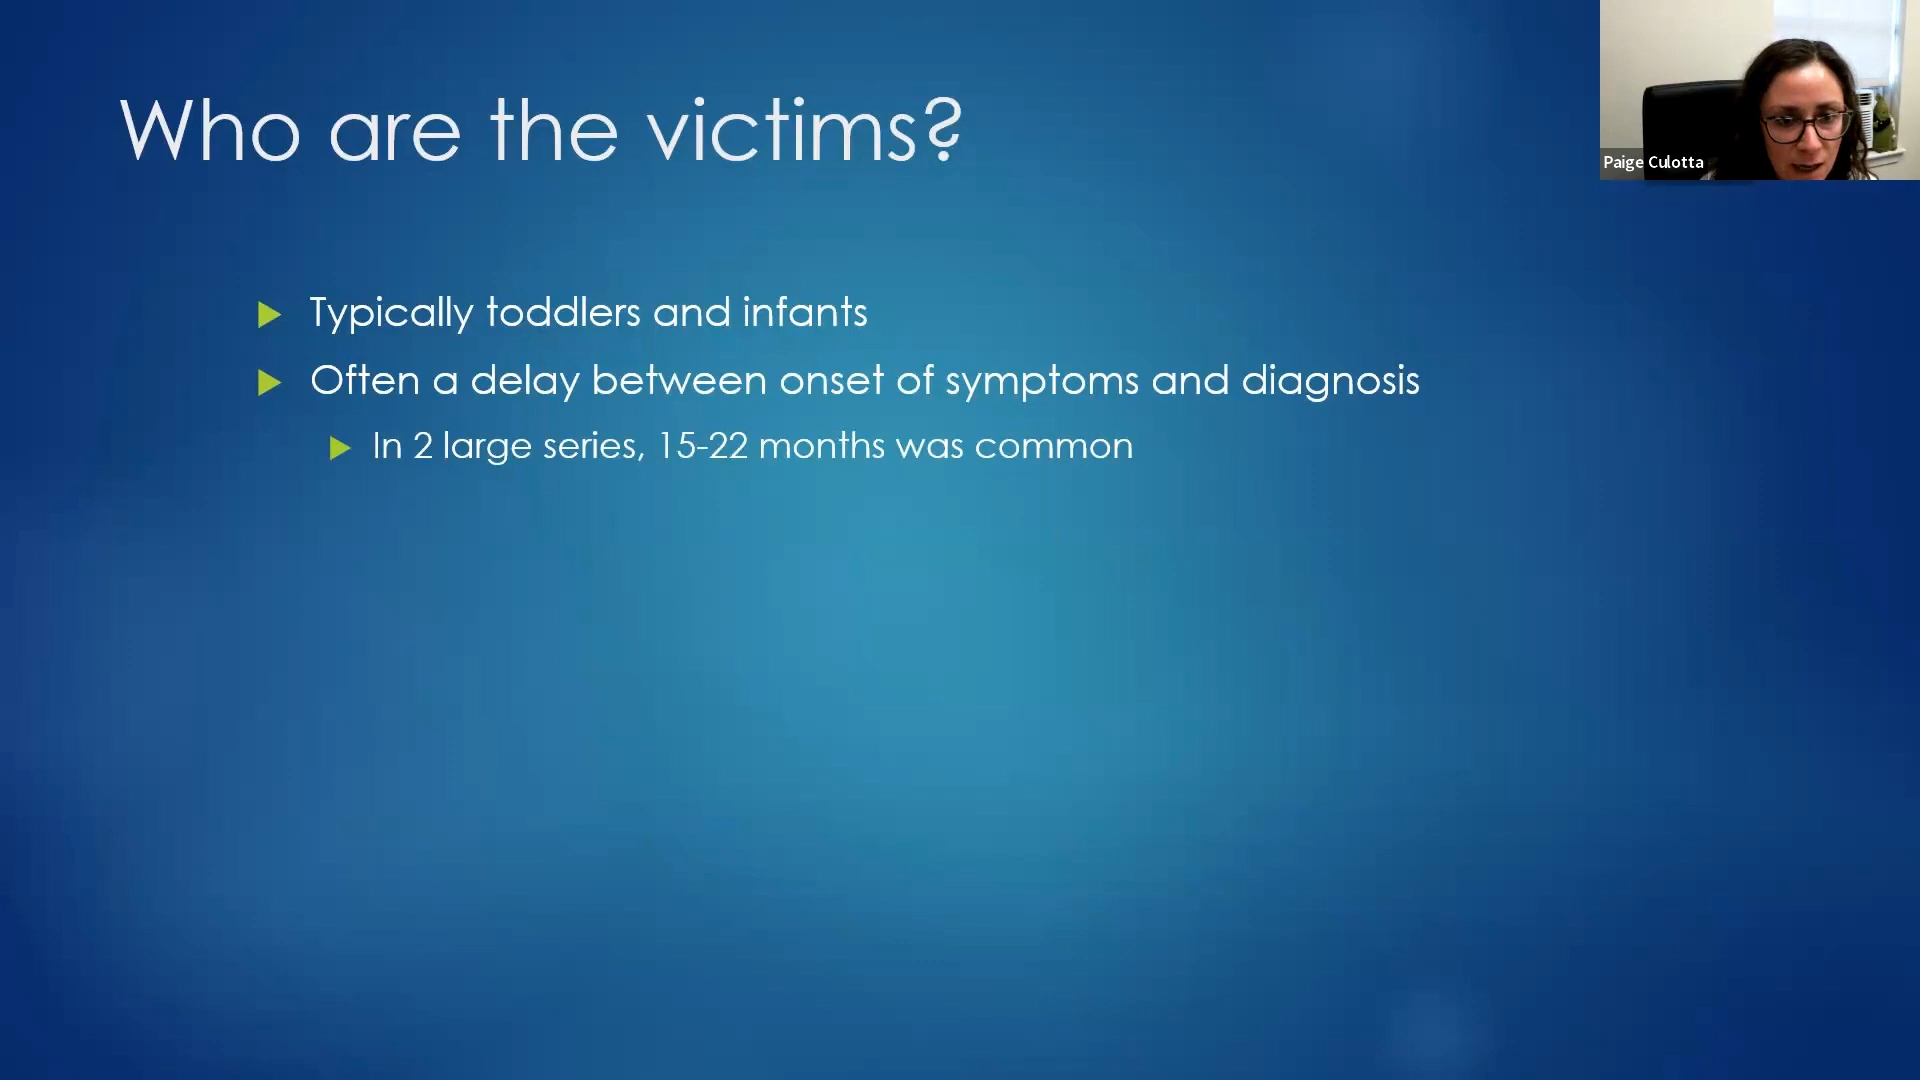 Who are the victims?
Paige Culotta
Typically toddlers and infants
Often a delay between onset of symptoms and diagnosis
In 2 large series, 15-22 months was common